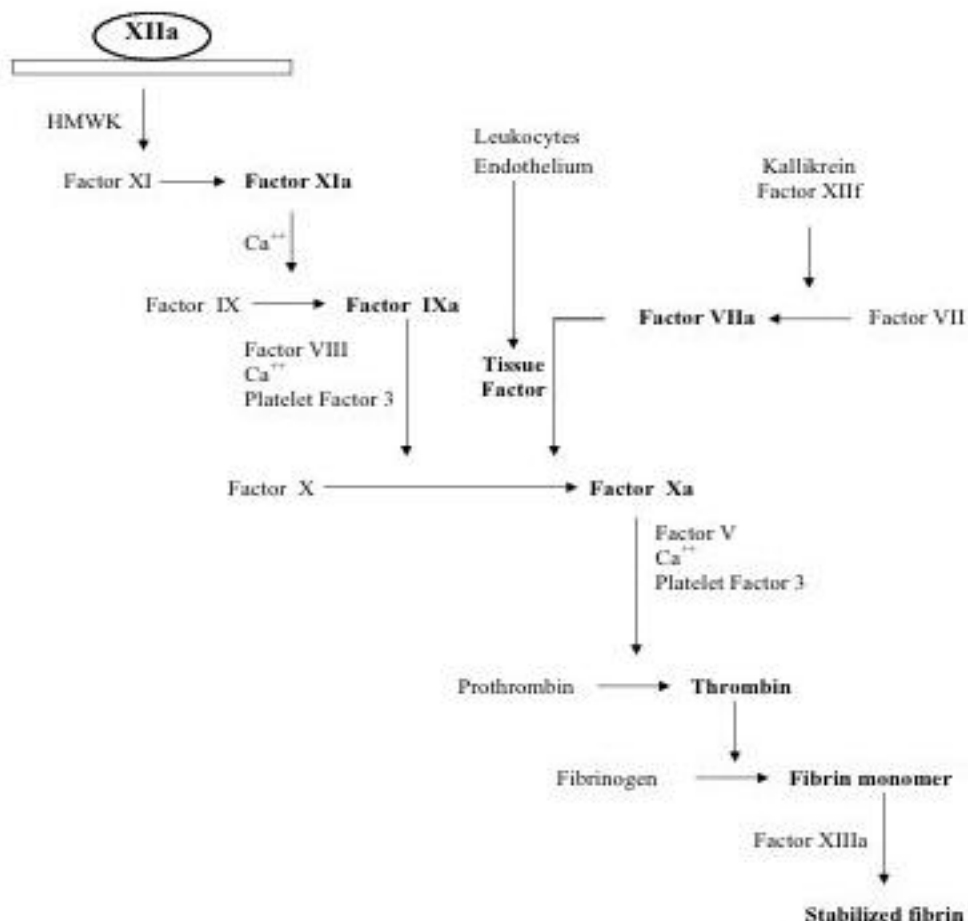 XIIa
HMWK
Leukocytes
Endothelium
Kallikrein
Factor XIIf
Factor XI
Factor XIa
Ca++
Factor IX
Factor IXa
Factor VIIa
Factor VII
Factor VIII
Ca++
Platelet Factor 3
Tissue
Factor
Factor X
Factor Xa
Factor V
Ca++
Platelet Factor 3
Prothrombin
Thrombin
Fibrinogen
Fibrin monomer
Factor XIIIa
Stabilized fibrin